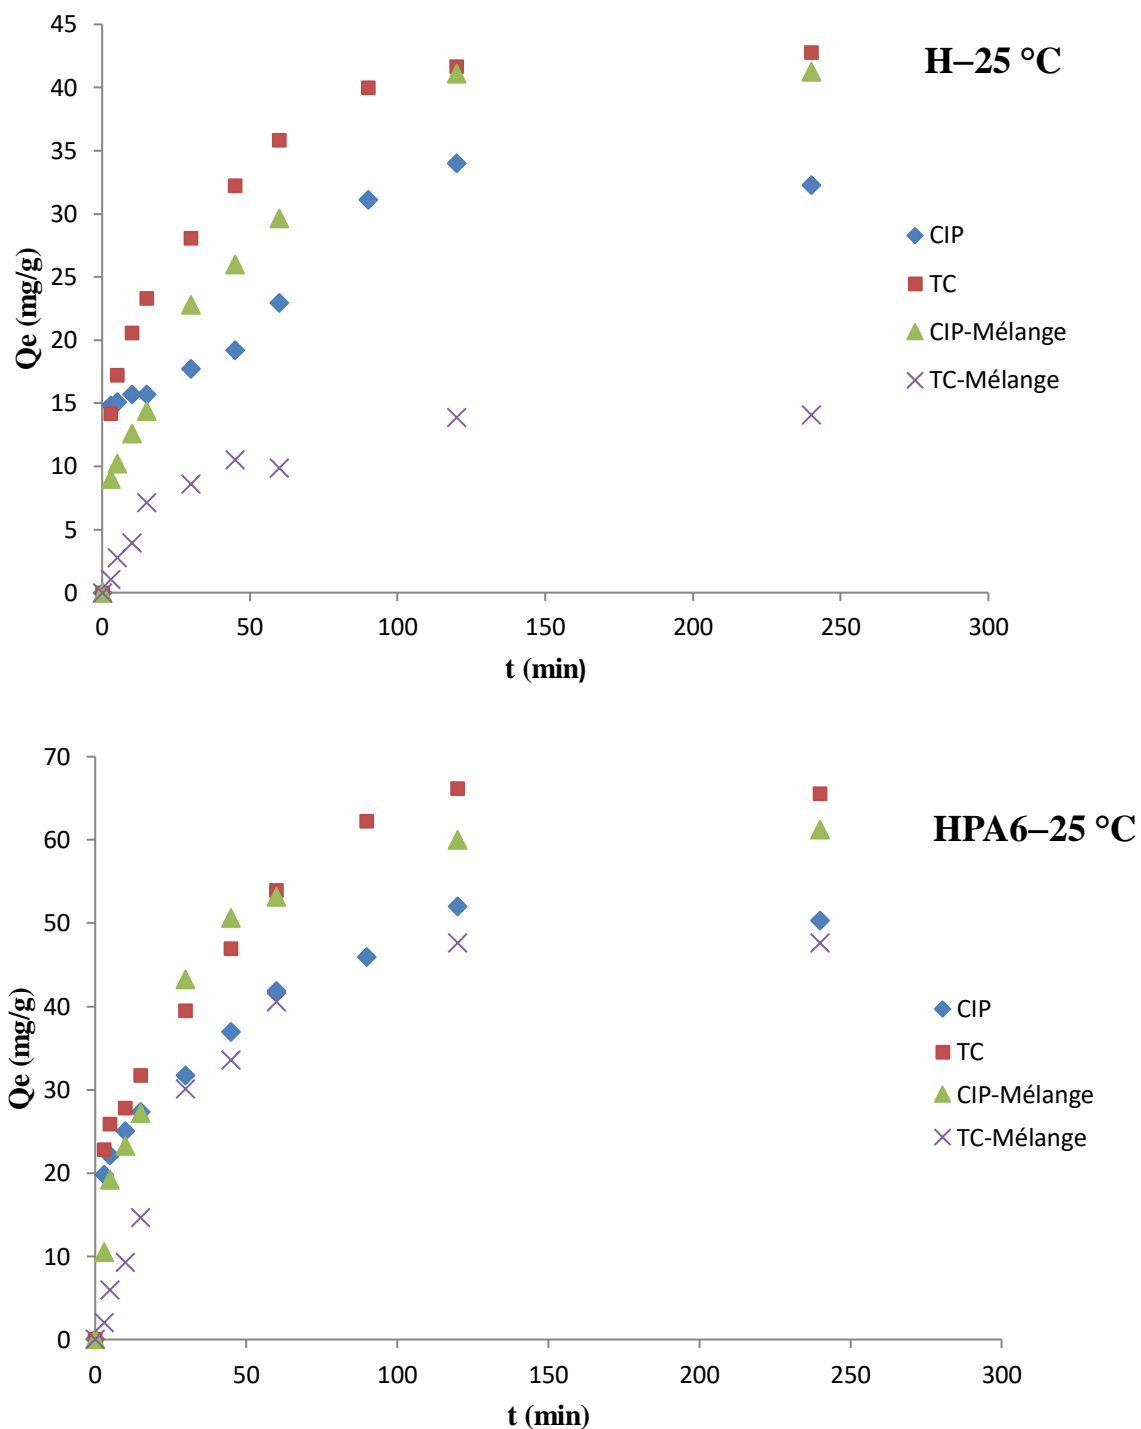 45
40
35
30
25
20
15
10
5
0
Qe (mg/g)
0 50 100 150 200 250 300
t (min)
H–25 °C
CIP
TC
CIP-Mélange
TC-Mélange
70
60
50
40
30
20
10
0
Qe (mg/g)
0 50 100 150 200 250 300
t (min)
HPA6–25 °C
CIP
TC
CIP-Mélange
TC-Mélange